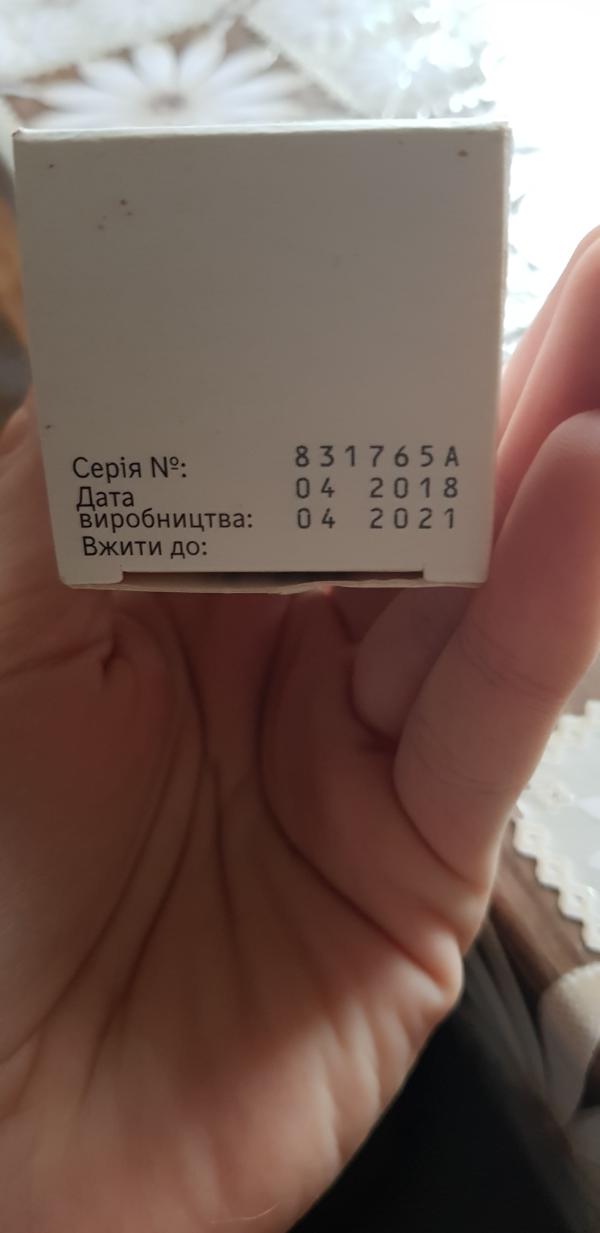 Серія №: 831765A
Дата 04 2018
виробництва: 04 2021
Вжити до: